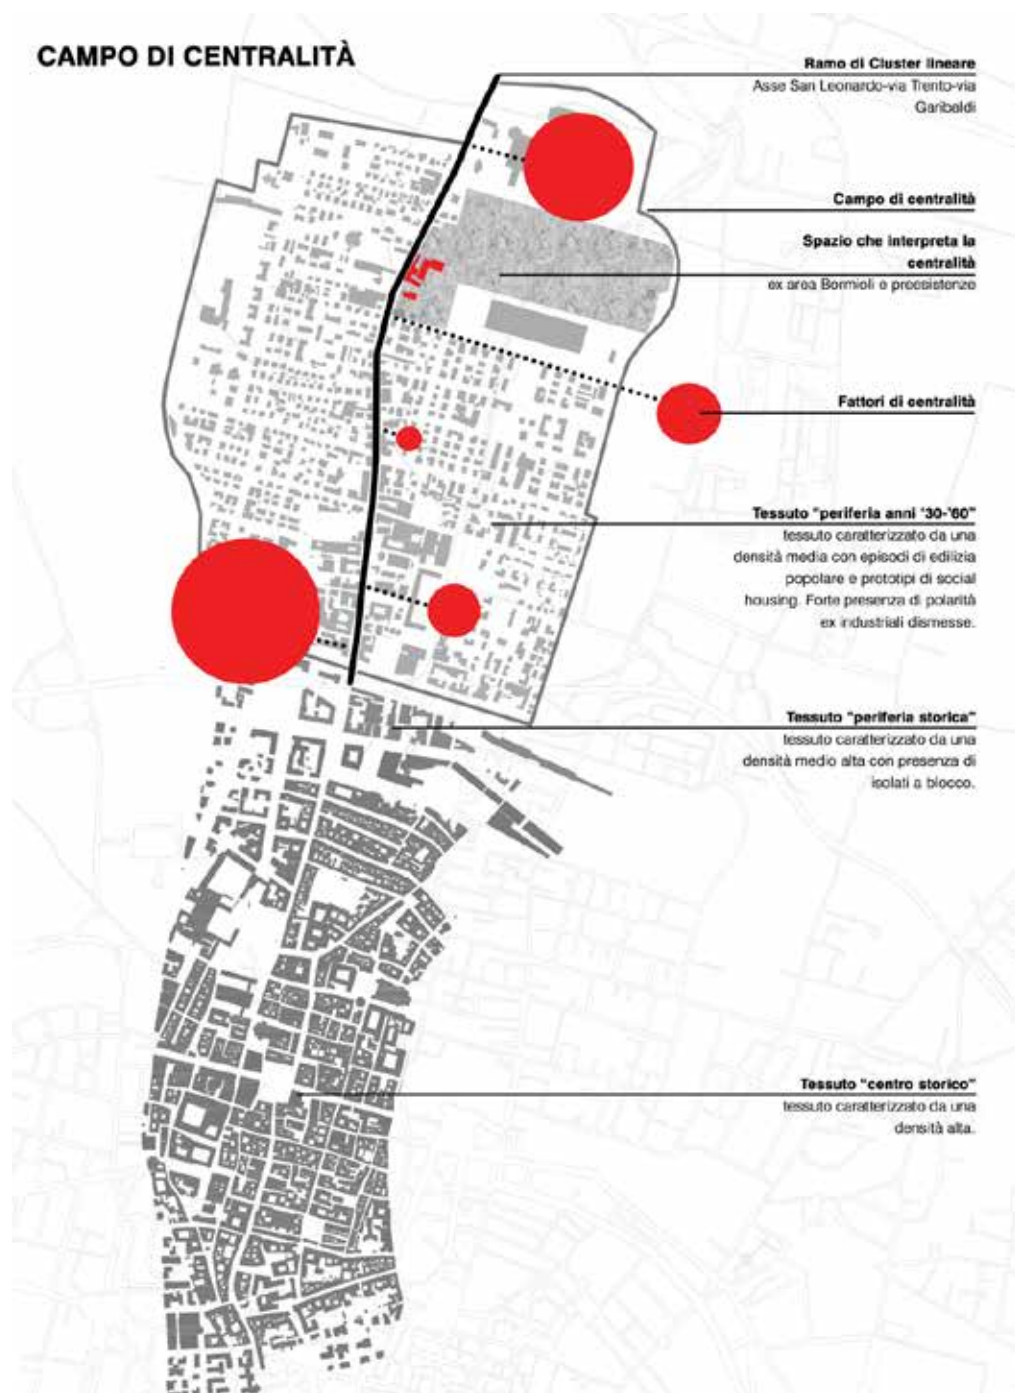 CAMPO DI CENTRALITÀ
Ramo di Cluster lineare
Asse San Leonardo-via Trento-via
Garibaldi
Campo di centralità
Spazio che interpreta la
centralità
ex area Bormioli e preesistenze
Fattori di centralità
Tessuto "periferia anni '30-'60"
tessuto caratterizzato da una
densità media con episodi di edilizia
popolare e prototipi di social
housing. Forte presenza di polarità
ex industriali dismesse.
Tessuto "periferia storica"
tessuto caratterizzato da una
densità medio alta con presenza di
isolati a blocco.
Tessuto "centro storico"
tessuto caratterizzato da una
densità alta.